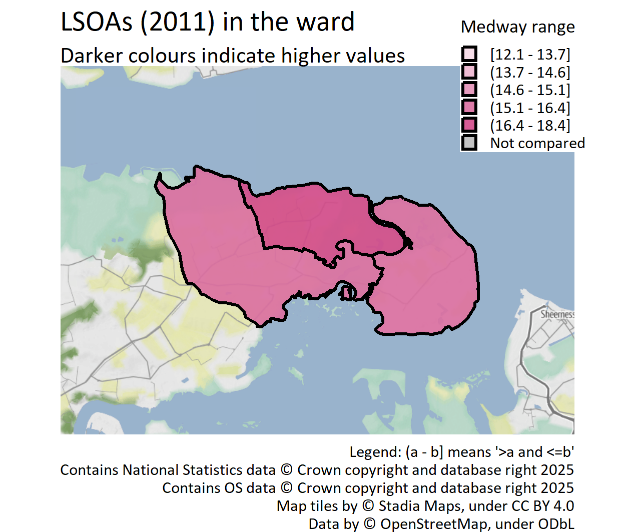 LSOAs (2011) in the ward
Darker colours indicate higher values
Medway range
[12.1 - 13.7]
(13.7 - 14.6]
(14.6 - 15.1]
(15.1 - 16.4]
(16.4 - 18.4]
Not compared
Sheerness
Legend: (a - b] means '>a and <=b'
Contains National Statistics data © Crown copyright and database right 2025
Contains OS data © Crown copyright and database right 2025
Map tiles by © Stadia Maps, under CC BY 4.0
Data by © OpenStreetMap, under ODbL